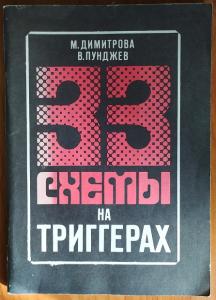 М. ДИМИТРОВА
В. ПУНДЖЕВ
33
СХЕМЫ
НА
ТРИГГЕРАХ